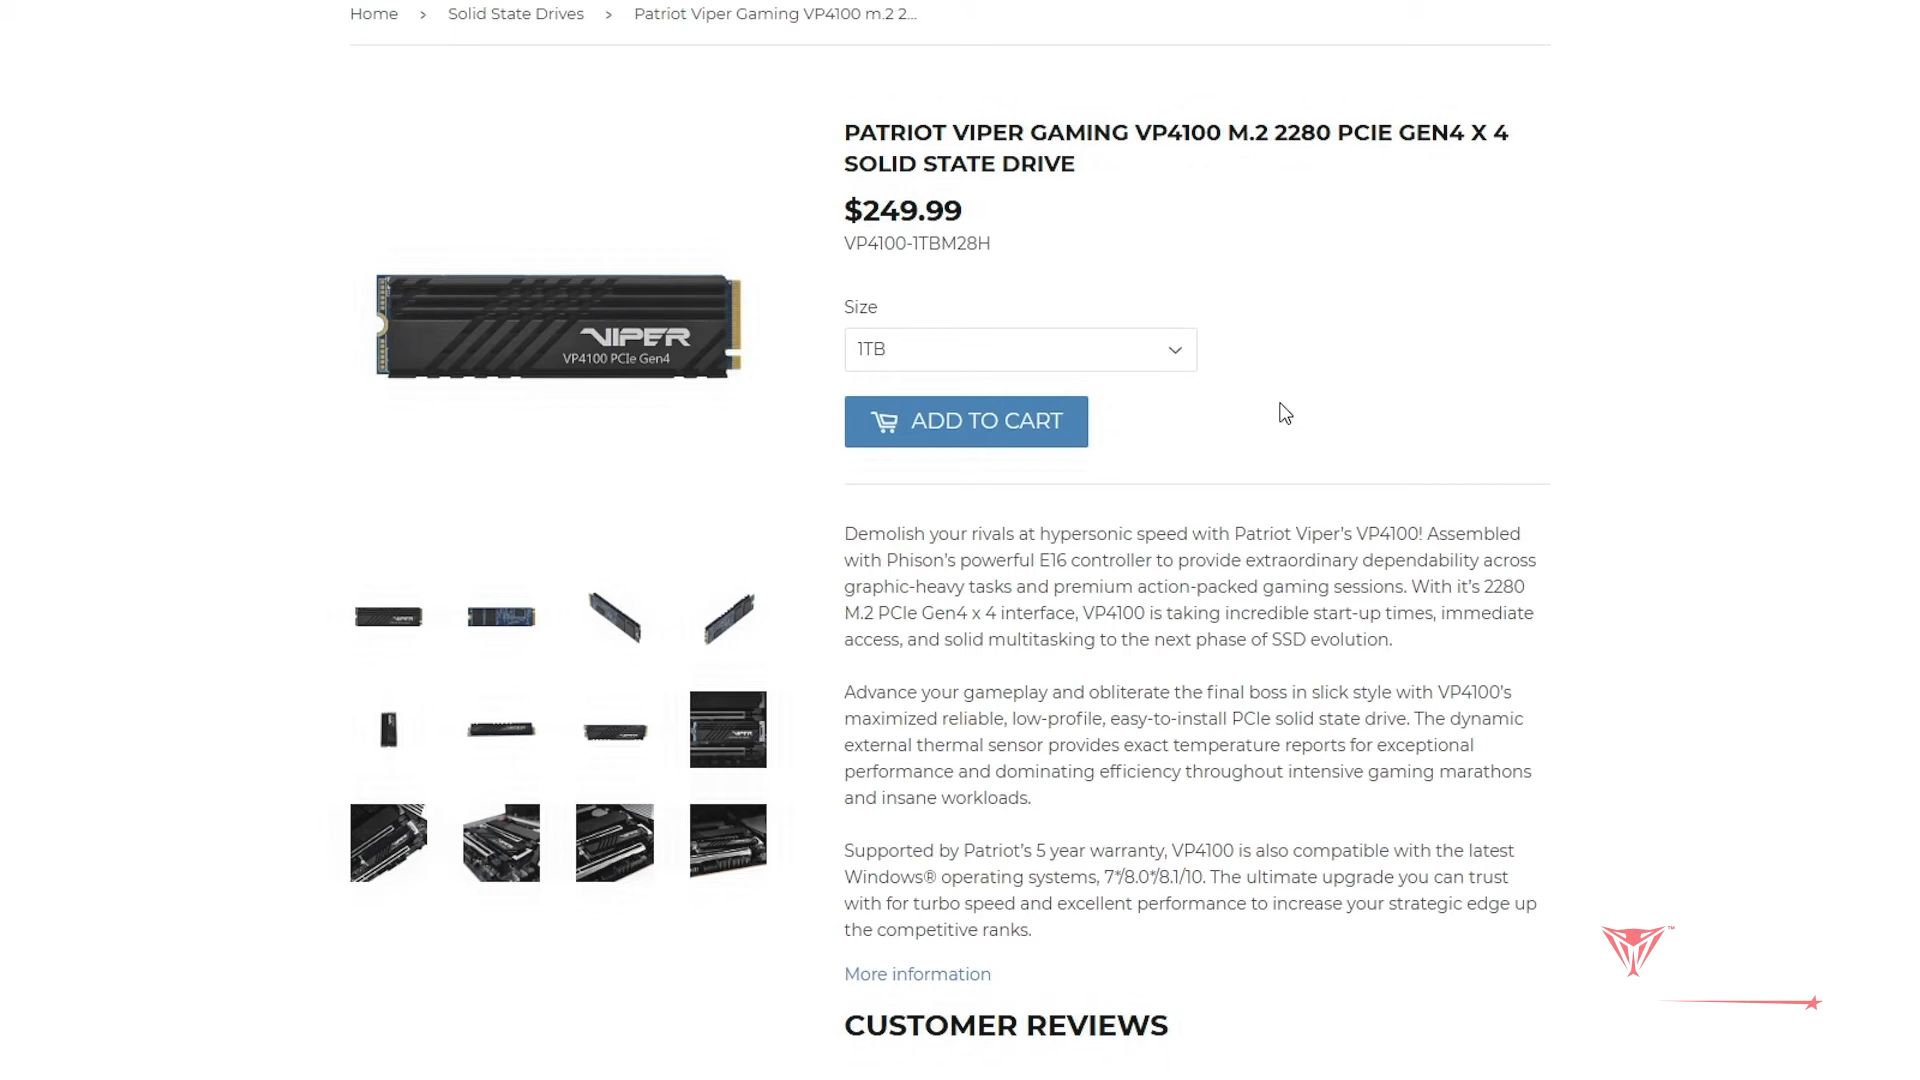 Home › Solid State Drives › Patriot Viper Gaming VP4100 m.2 2...
PATRIOT VIPER GAMING VP4100 M.2 2280 PCIE GEN4 X 4
SOLID STATE DRIVE
$249.99
VP4100-1TBM28H
Size
1TB
ADD TO CART
VIPER
VP4100 PCIe Gen4
Demolish your rivals at hypersonic speed with Patriot Viper’s VP4100! Assembled
with Phison’s powerful E16 controller to provide extraordinary dependability across
graphic-heavy tasks and premium action-packed gaming sessions. With it’s 2280
M.2 PCIe Gen4 x 4 interface, VP4100 is taking incredible start-up times, immediate
access, and solid multitasking to the next phase of SSD evolution.
Advance your gameplay and obliterate the final boss in slick style with VP4100’s
maximized reliable, low-profile, easy-to-install PCIe solid state drive. The dynamic
external thermal sensor provides exact temperature reports for exceptional
performance and dominating efficiency throughout intensive gaming marathons
and insane workloads.
Supported by Patriot’s 5 year warranty, VP4100 is also compatible with the latest
Windows® operating systems, 7*/8.0*/8.1/10. The ultimate upgrade you can trust
with for turbo speed and excellent performance to increase your strategic edge up
the competitive ranks.
More information
CUSTOMER REVIEWS
™